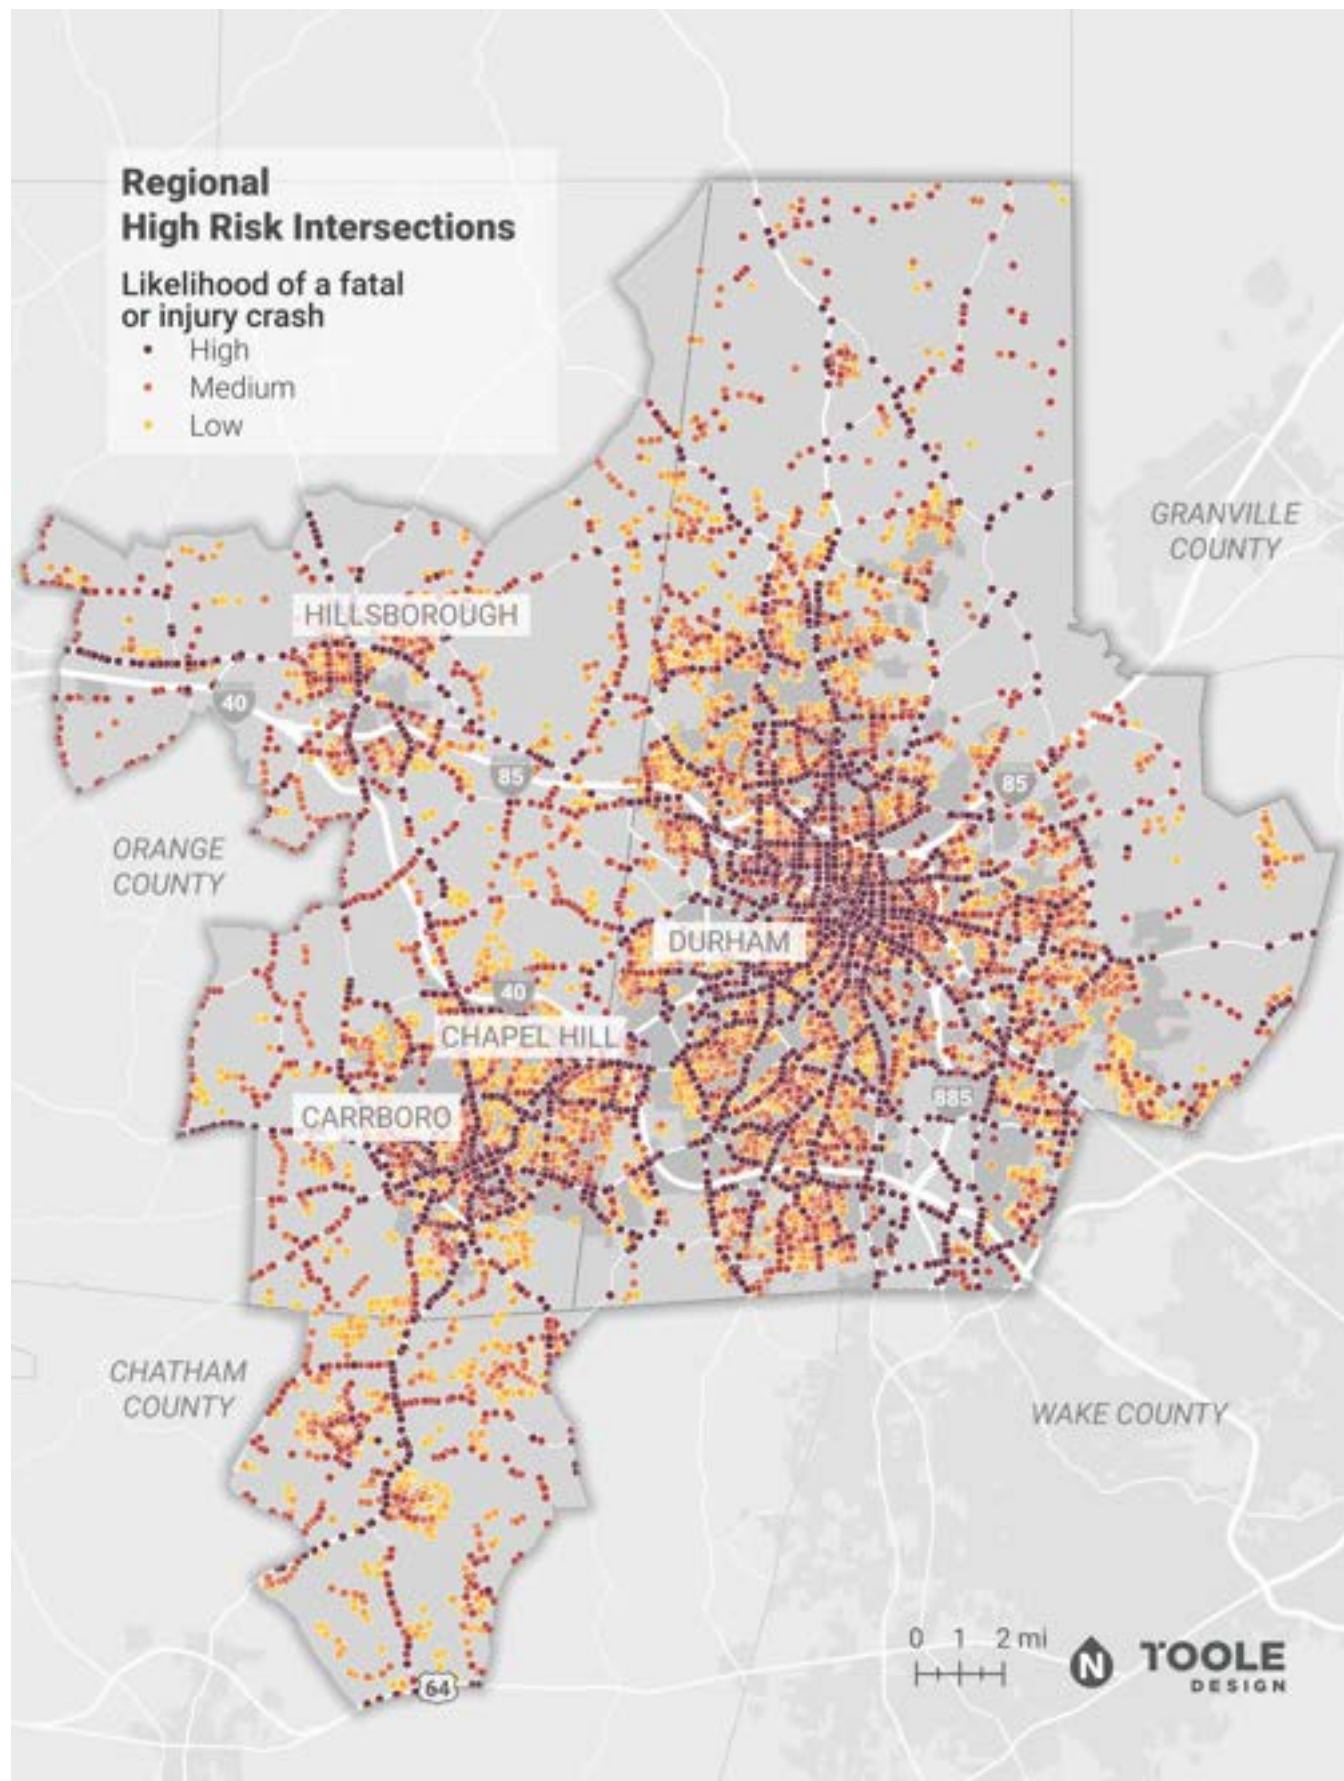 Regional
High Risk Intersections
Likelihood of a fatal
or injury crash
High
Medium
Low
GRANVILLE
COUNTY
HILLSBOROUGH
40
85
85
ORANGE
COUNTY
DURHAM
40
CHAPEL HILL
885
CARRBORO
CHATHAM
COUNTY
WAKE COUNTY
0 1 2 mi
N
TOOLE
DESIGN
64